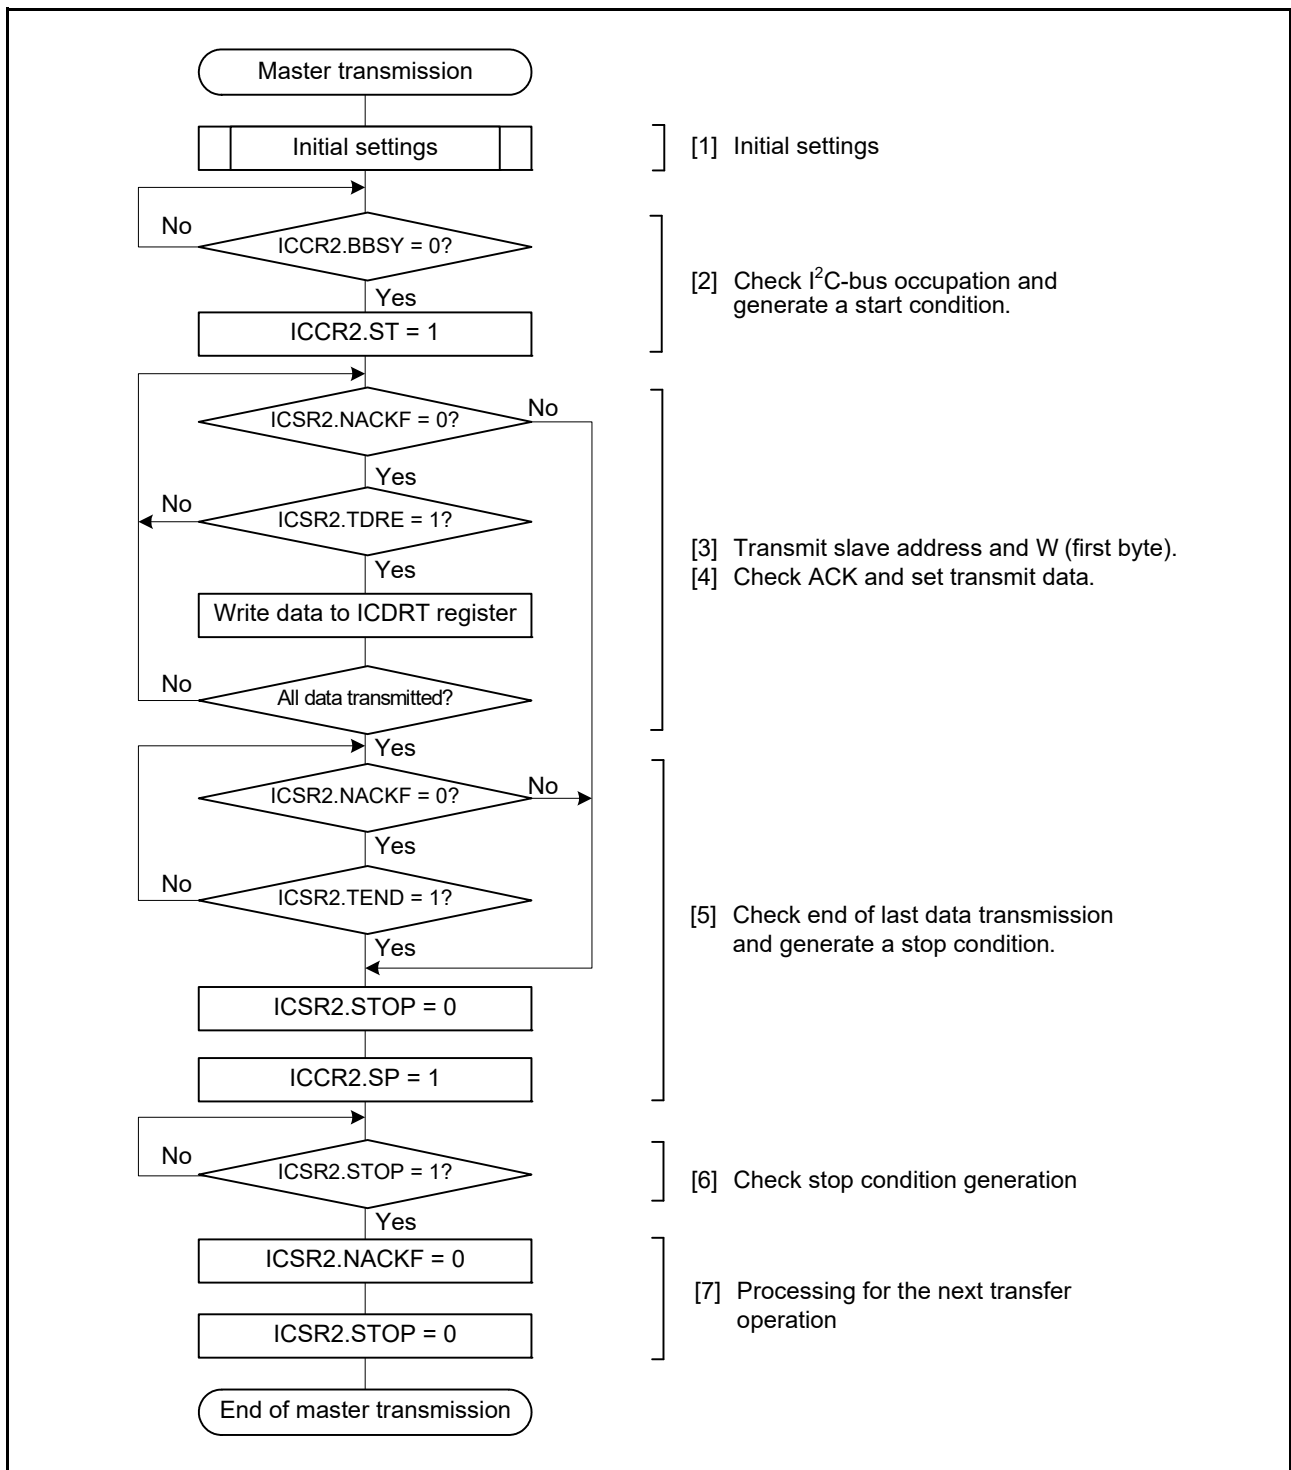 Master transmission
Initial settings
[1] Initial settings
No
ICCR2.BBSY = 0?
Yes
[2] Check I²C-bus occupation and
generate a start condition.
ICCR2.ST = 1
ICSR2.NACKF = 0?
No
Yes
No
ICSR2.TDRE = 1?
Yes
[3] Transmit slave address and W (first byte).
[4] Check ACK and set transmit data.
Write data to ICDRT register
No
All data transmitted?
Yes
ICSR2.NACKF = 0?
No
Yes
No
ICSR2.TEND = 1?
Yes
[5] Check end of last data transmission
and generate a stop condition.
ICSR2.STOP = 0
ICCR2.SP = 1
No
ICSR2.STOP = 1?
Yes
[6] Check stop condition generation
ICSR2.NACKF = 0
[7] Processing for the next transfer
operation
ICSR2.STOP = 0
End of master transmission